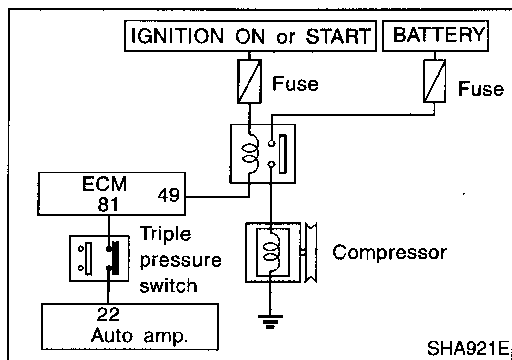 IGNITION ON or START
BATTERY
Fuse
Fuse
ECM
49
81
Triple
pressure
switch
Compressor
22
Auto amp.
SHA921E